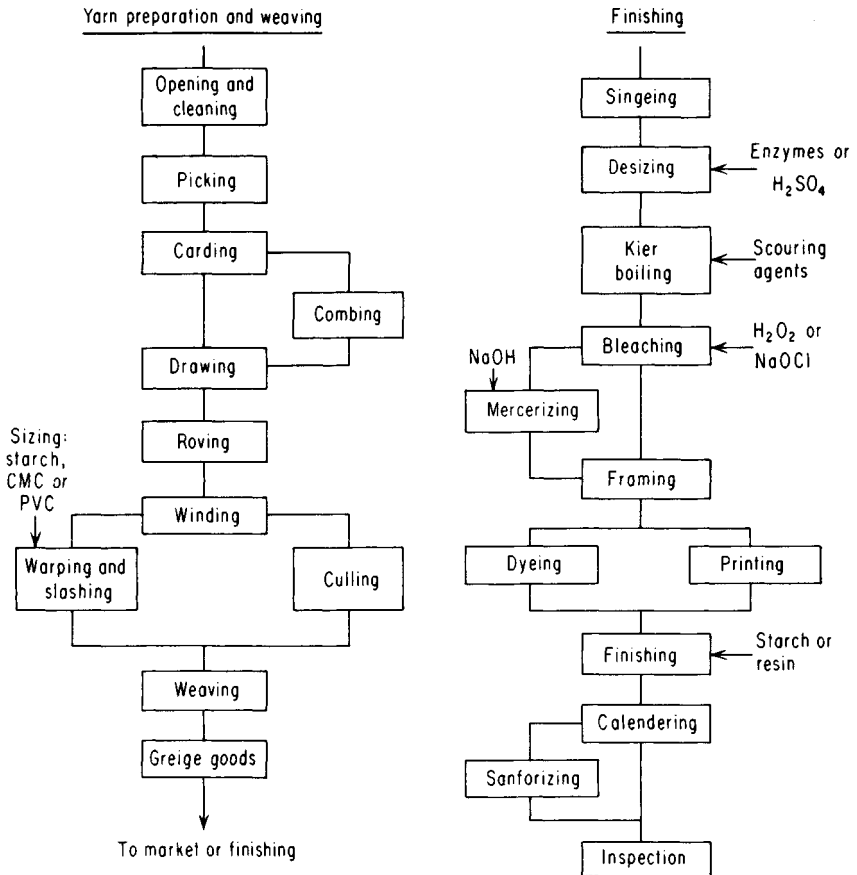 Yarn preparation and weaving
Opening and
cleaning
Picking
Carding
Combing
Drawing
Roving
Sizing:
starch,
CMC or
PVC
Winding
Warping and
slashing
Culling
Weaving
Greige goods
To market or finishing
Finishing
Singeing
Desizing
Enzymes or
H₂SO₄
Kier
boiling
Scouring
agents
Bleaching
H₂O₂ or
NaOCl
NaOH
Mercerizing
Framing
Dyeing
Printing
Finishing
Starch or
resin
Calendering
Sanforizing
Inspection